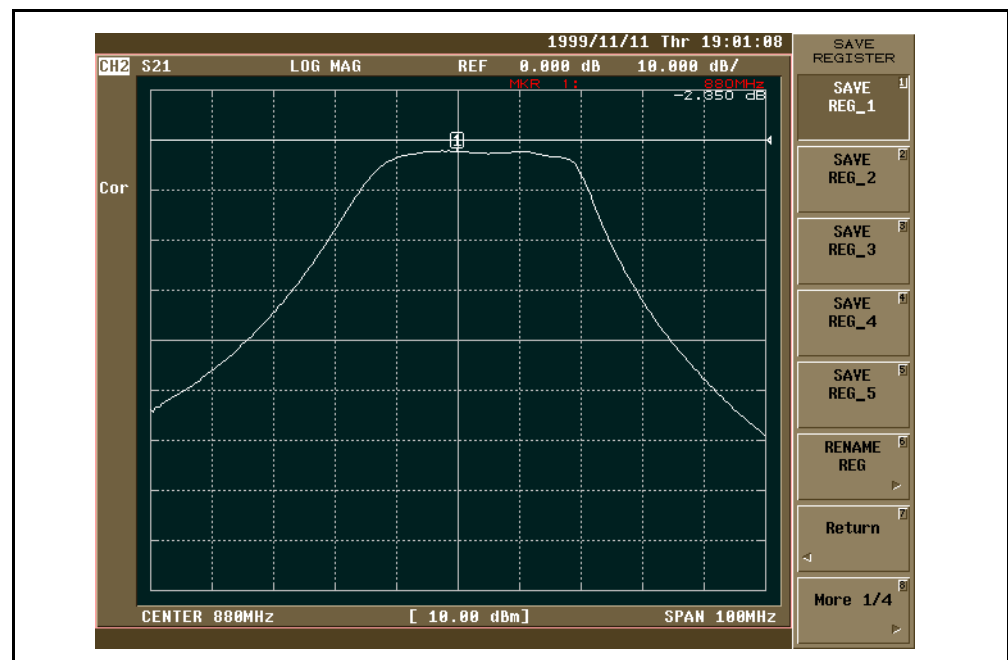 1999/11/11 Thr 19:01:08
CH2 S21 LOG MAG REF 0.000 dB 10.000 dB/
MKR 1: 880MHz
-2.350 dB
1
Cor
CENTER 880MHz [ 10.00 dBm] SPAN 100MHz
SAVE
REGISTER
SAVE 1
REG_1
SAVE 2
REG_2
SAVE 3
REG_3
SAVE 4
REG_4
SAVE 5
REG_5
RENAME 6
REG
Return 7
More 1/4 8